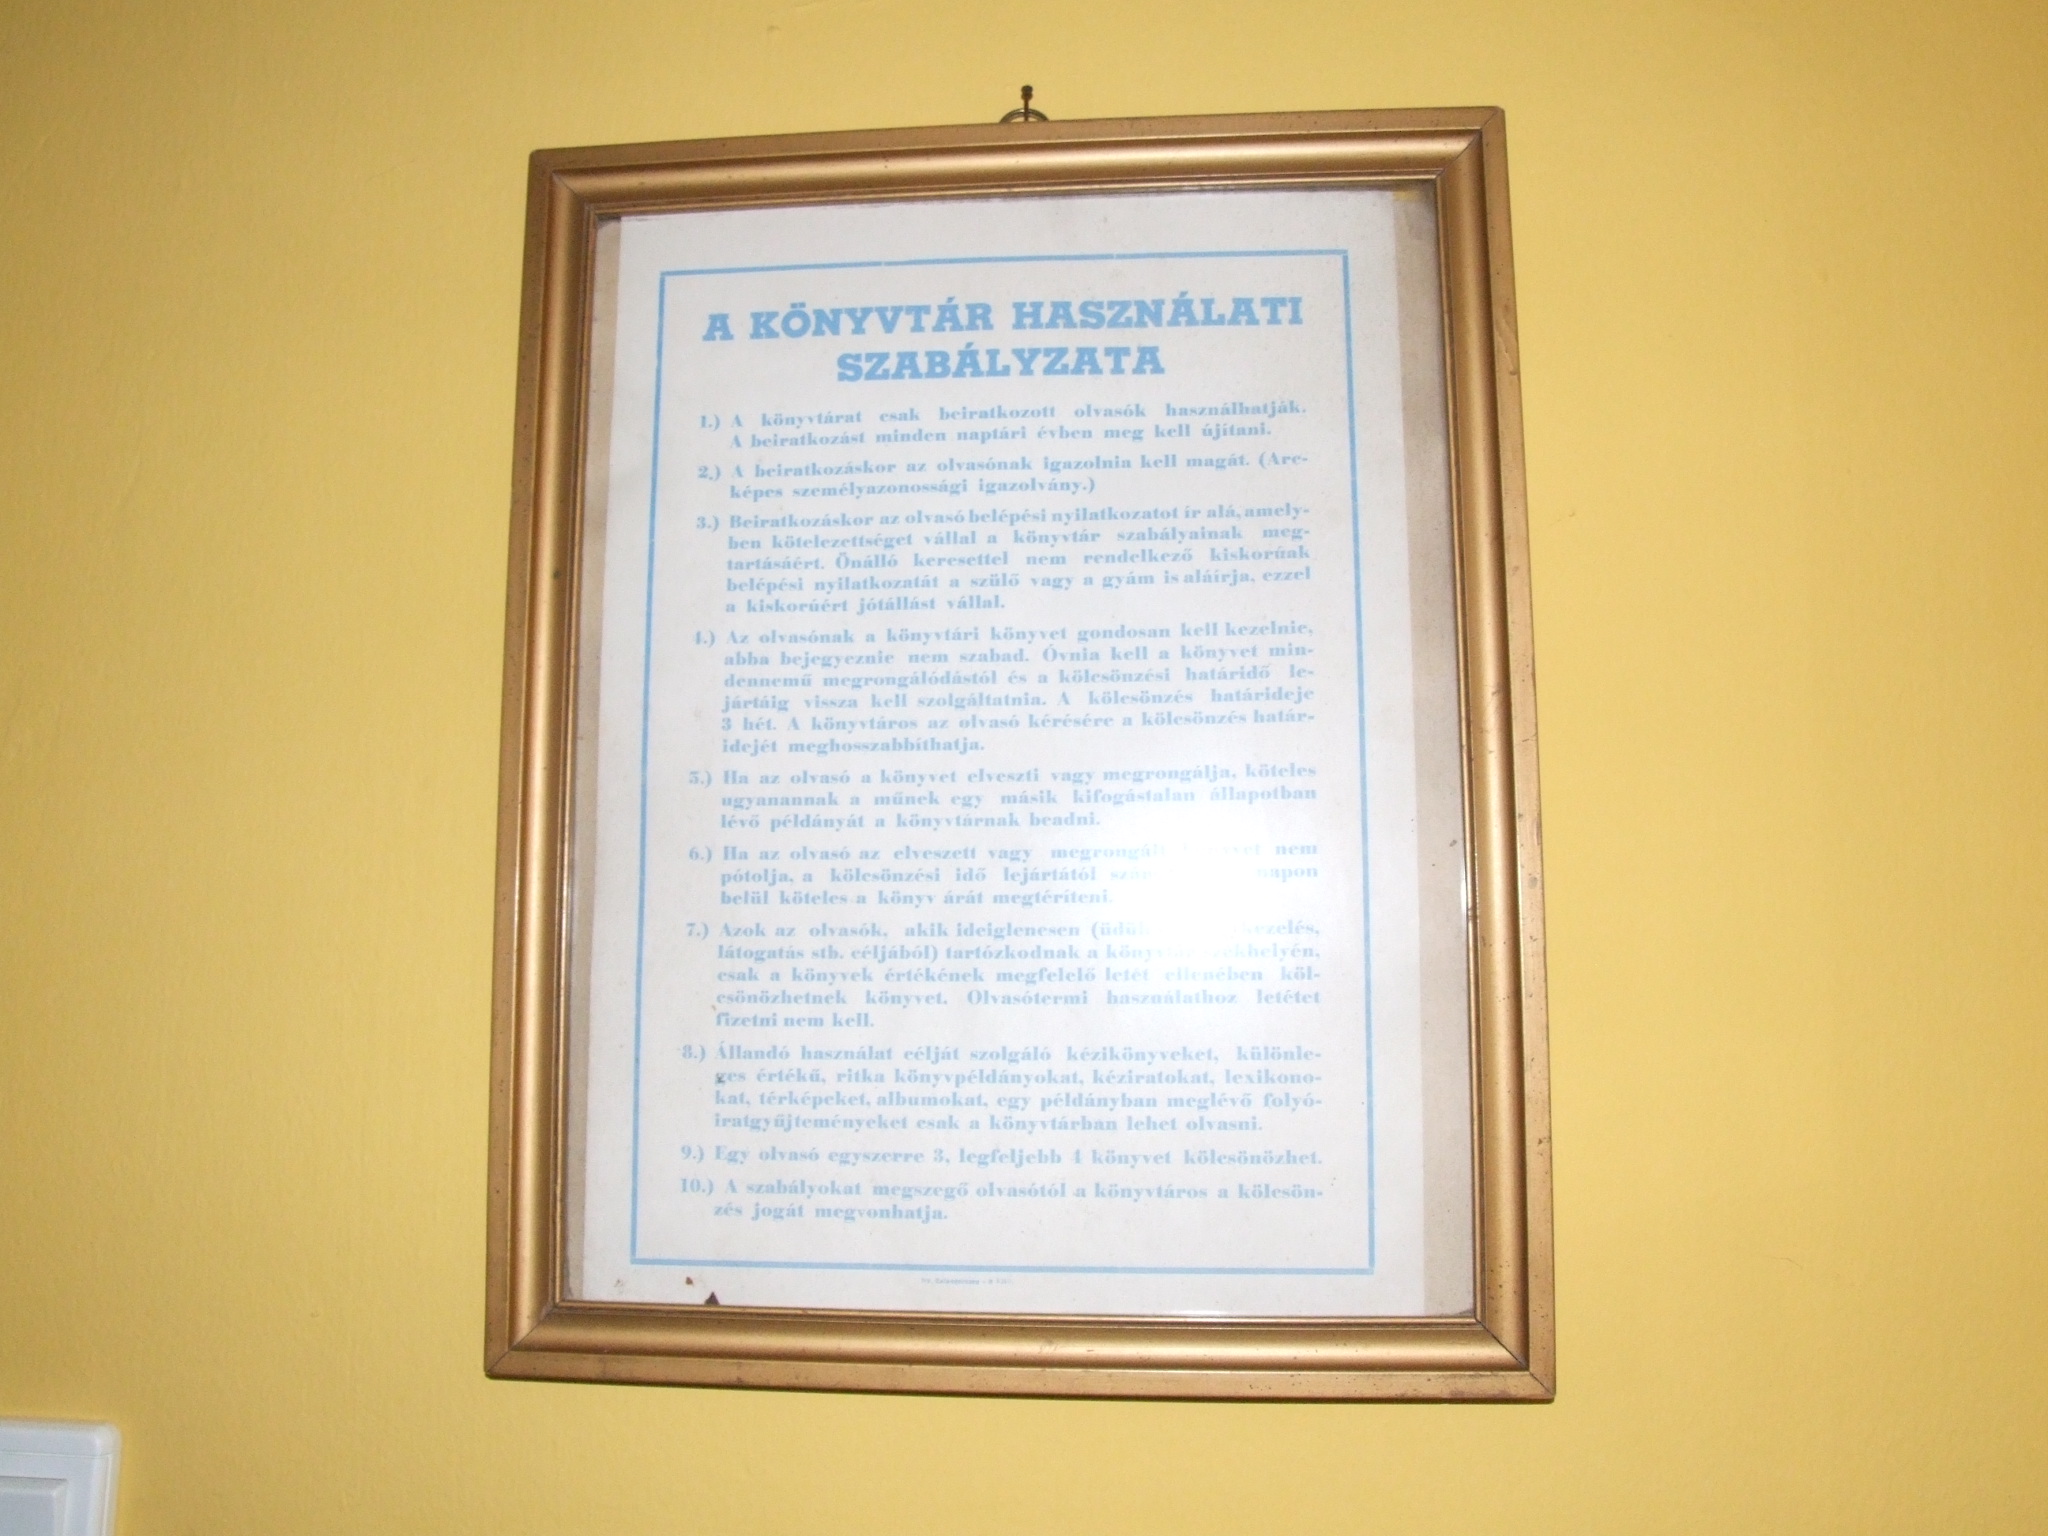 A KÖNYVTÁR HASZNÁLATI
SZABÁLYZATA
1.) A könyvtárat csak beiratkozott olvasók használhatják.
A beiratkozást minden naptári évben meg kell újítani.
2.) A beiratkozáskor az olvasónak igazolnia kell magát. (Arc-
képes személyazonossági igazolvány.)
3.) Beiratkozáskor az olvasó belépési nyilatkozatot ír alá, amely-
ben kötelezettséget vállal a könyvtár szabályainak meg-
tartásáért. Önálló keresettel nem rendelkező kiskorúak
belépési nyilatkozatát a szülő vagy a gyám is aláírja, ezzel
a kiskorúért jótállást vállal.
4.) Az olvasónak a könyvtári könyvet gondosan kell kezelnie,
abba bejegyeznie nem szabad. Óvnia kell a könyvet min-
dennemű megrongálódástól és a kölcsönzési határidő le-
jártáig vissza kell szolgáltatnia. A kölcsönzés határideje
3 hét. A könyvtáros az olvasó kérésére a kölcsönzés határ-
idejét meghosszabbíthatja.
5.) Ha az olvasó a könyvet elveszti vagy megrongálja, köteles
ugyanannak a műnek egy másik kifogástalan állapotban
lévő példányát a könyvtárnak beadni.
6.) Ha az olvasó az elveszett vagy nem
pótolja, a kölcsönzési idő lejártától napon
belül köteles a könyv árát megtéríteni.
7.) Azok az olvasók, akik ideiglenesen
látogatás stb. céljából) tartózkodnak a
csak a könyvek értékének megfelelő letét ellenében köl-
csönözhetnek könyvet. Olvasótermi használathoz letétet
fizetni nem kell.
8.) Állandó használat célját szolgáló kézikönyveket, különle-
ges értékű, ritka könyvpéldányokat, kéziratokat, lexikono-
kat, térképeket, albumokat, egy példányban meglévő folyó-
iratgyűjteményeket csak a könyvtárban lehet olvasni.
9.) Egy olvasó egyszerre 3, legfeljebb 4 könyvet kölcsönözhet.
10.) A szabályokat megszegő olvasótól a könyvtáros a kölcsön-
zés jogát megvonhatja.